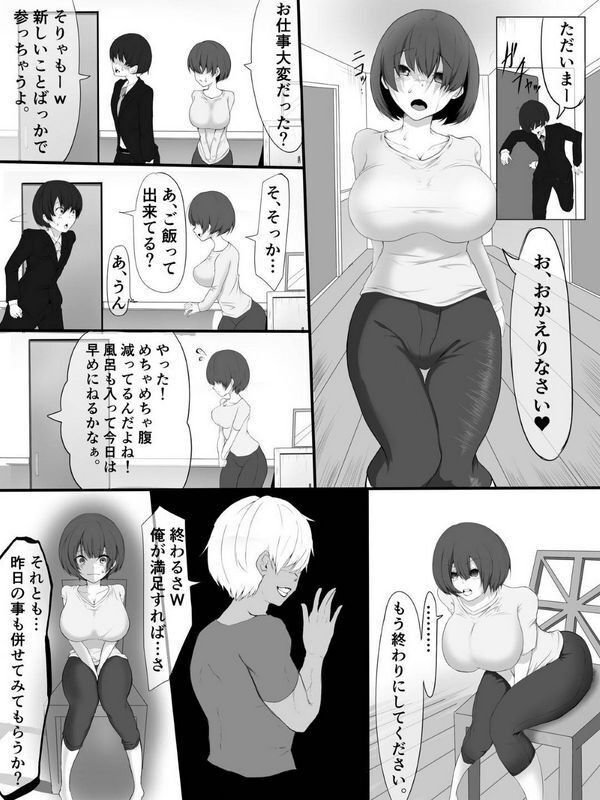 ただいまー
ガチャッ
ニコッ
お、おかえりなさい♥
お仕事大変だった？
そりゃもーw
新しいことばっかで
参っちゃうよ。
そ、そっか…
あ、ご飯って
出来てる？
あ、うん
やった！
めちゃめちゃ腹
減ってるんだよね！
風呂も入って今日は
早めにねるかなぁ。
………
もう終わりにしてください。
終わるさW
俺が満足すれば…さ
それとも…
昨日の事も併せてみてもらうか？